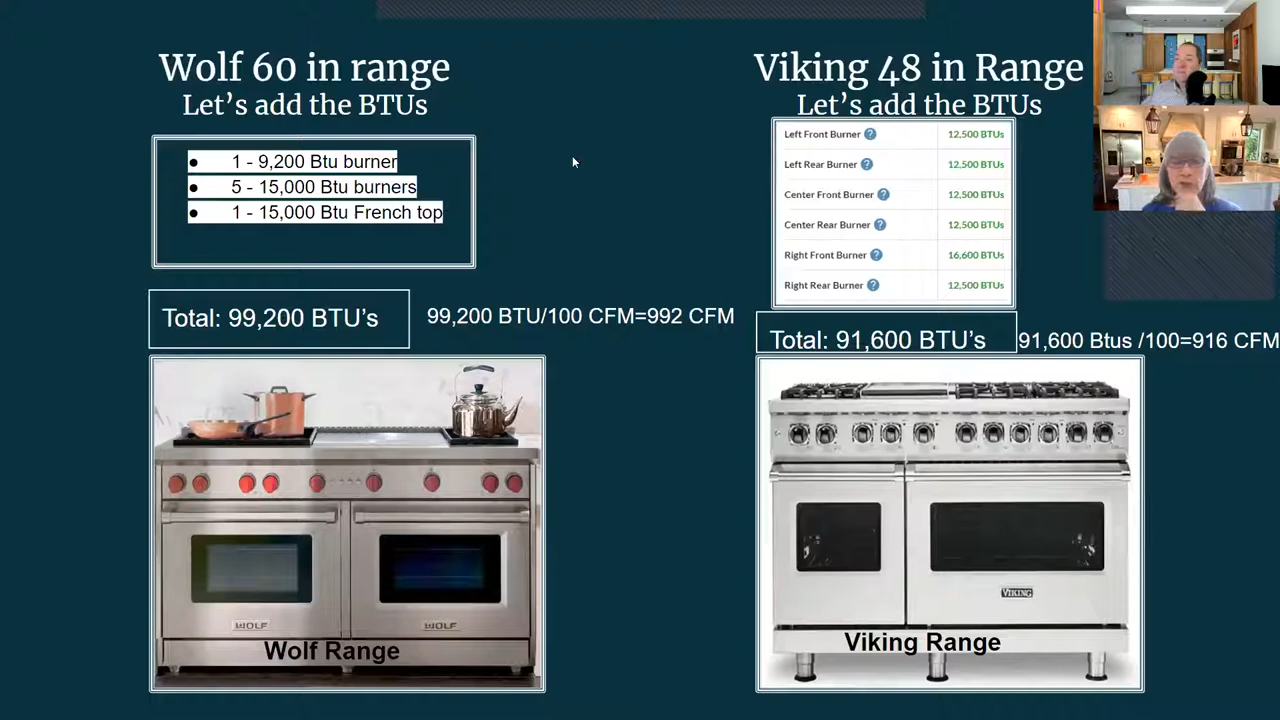 Wolf 60 in range
Let's add the BTUs
● 1 - 9,200 Btu burner
● 5 - 15,000 Btu burners
● 1 - 15,000 Btu French top
Total: 99,200 BTU's
99,200 BTU/100 CFM=992 CFM
WOLF
WOLF
Wolf Range
Viking 48 in Range
Let's add the BTUs
Left Front Burner ? 12,500 BTUs
Left Rear Burner ? 12,500 BTUs
Center Front Burner ? 12,500 BTUs
Center Rear Burner ? 12,500 BTUs
Right Front Burner ? 16,600 BTUs
Right Rear Burner ? 12,500 BTUs
Total: 91,600 BTU's
91,600 Btus /100=916 CFM
VIKING
Viking Range